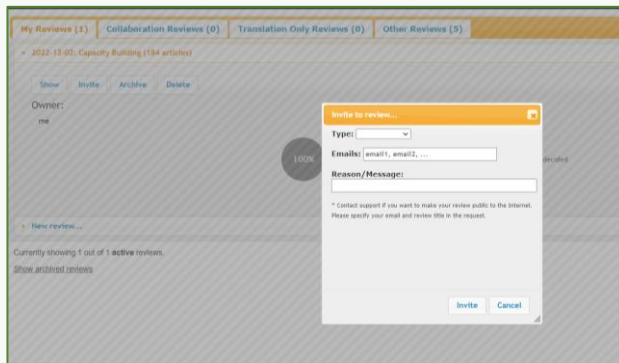 My Reviews (1) Collaboration Reviews (0) Translation Only Reviews (0) Other Reviews (5)
2022-12-02: Capacity Building (184 articles)
Show Invite Archive Delete
Owner:
me
100%
decided
Invite to review...
Type:
Emails: email1, email2, ...
Reason/Message:
* Contact support if you want to make your review public to the Internet.
Please specify your email and review title in the request.
Invite Cancel
New review...
Currently showing 1 out of 1 active reviews.
Show archived reviews